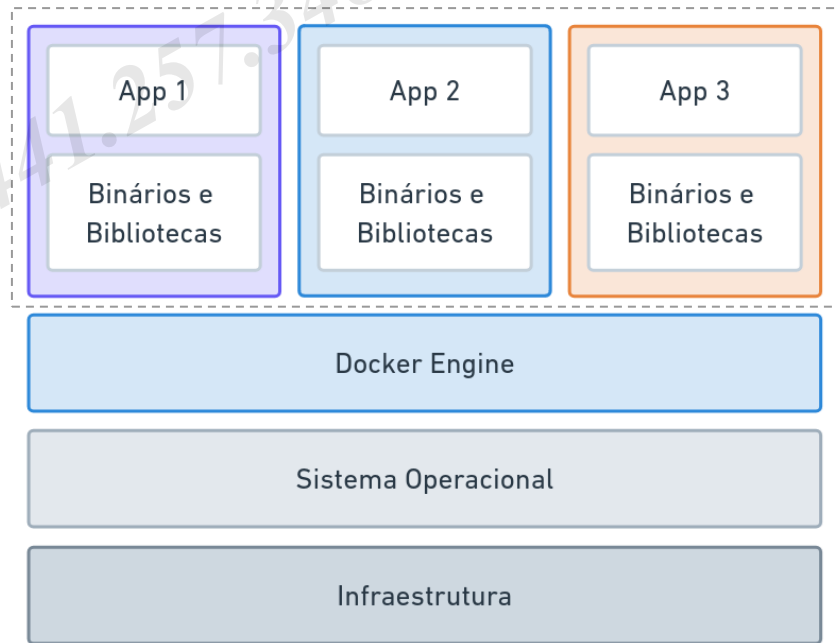 App 1
App 2
App 3
Binários e
Bibliotecas
Binários e
Bibliotecas
Binários e
Bibliotecas
Docker Engine
Sistema Operacional
Infraestrutura